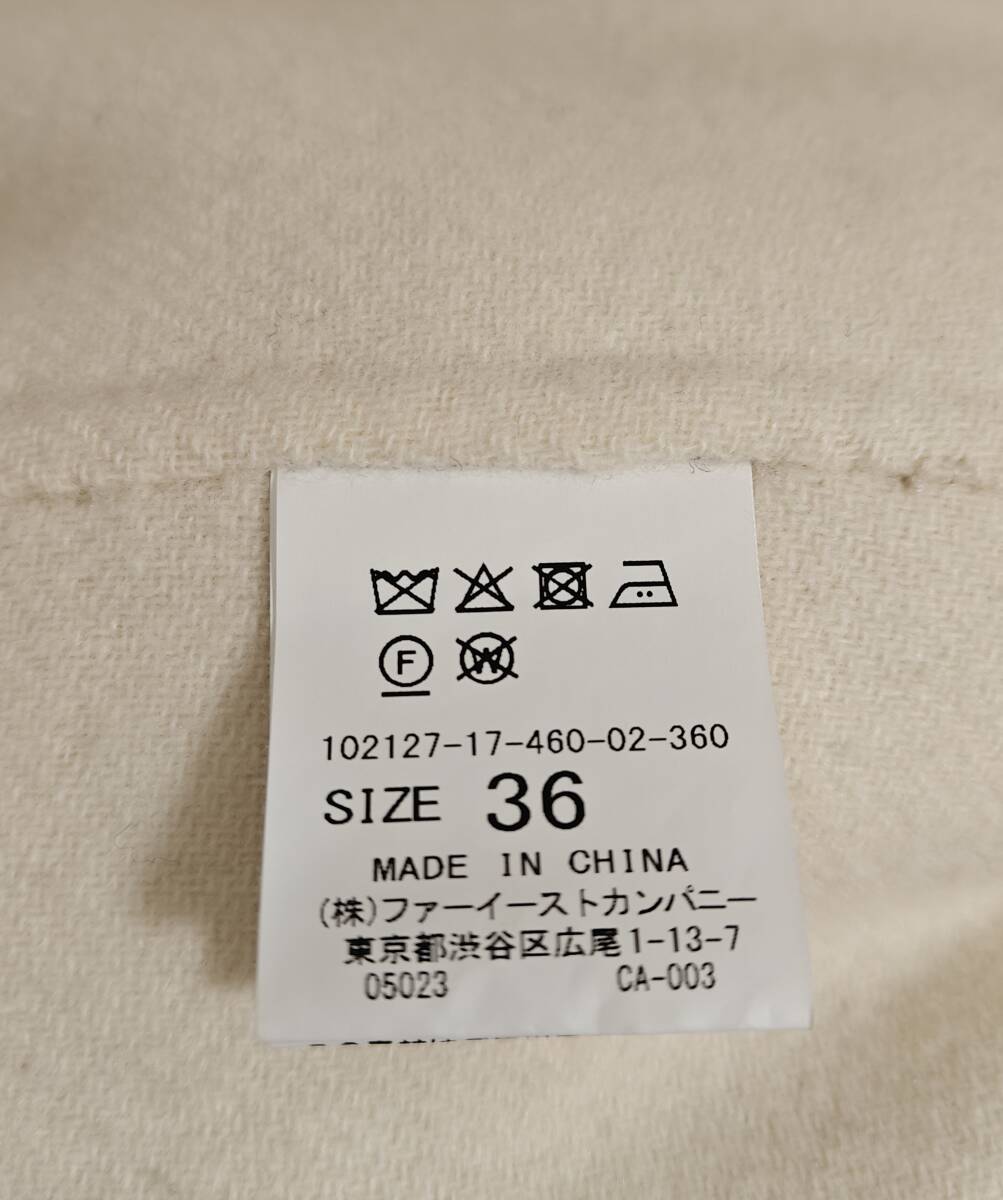 F W
102127-17-460-02-360
SIZE 36
MADE IN CHINA
(株)ファーイーストカンパニー
東京都渋谷区広尾1-13-7
05023 CA-003